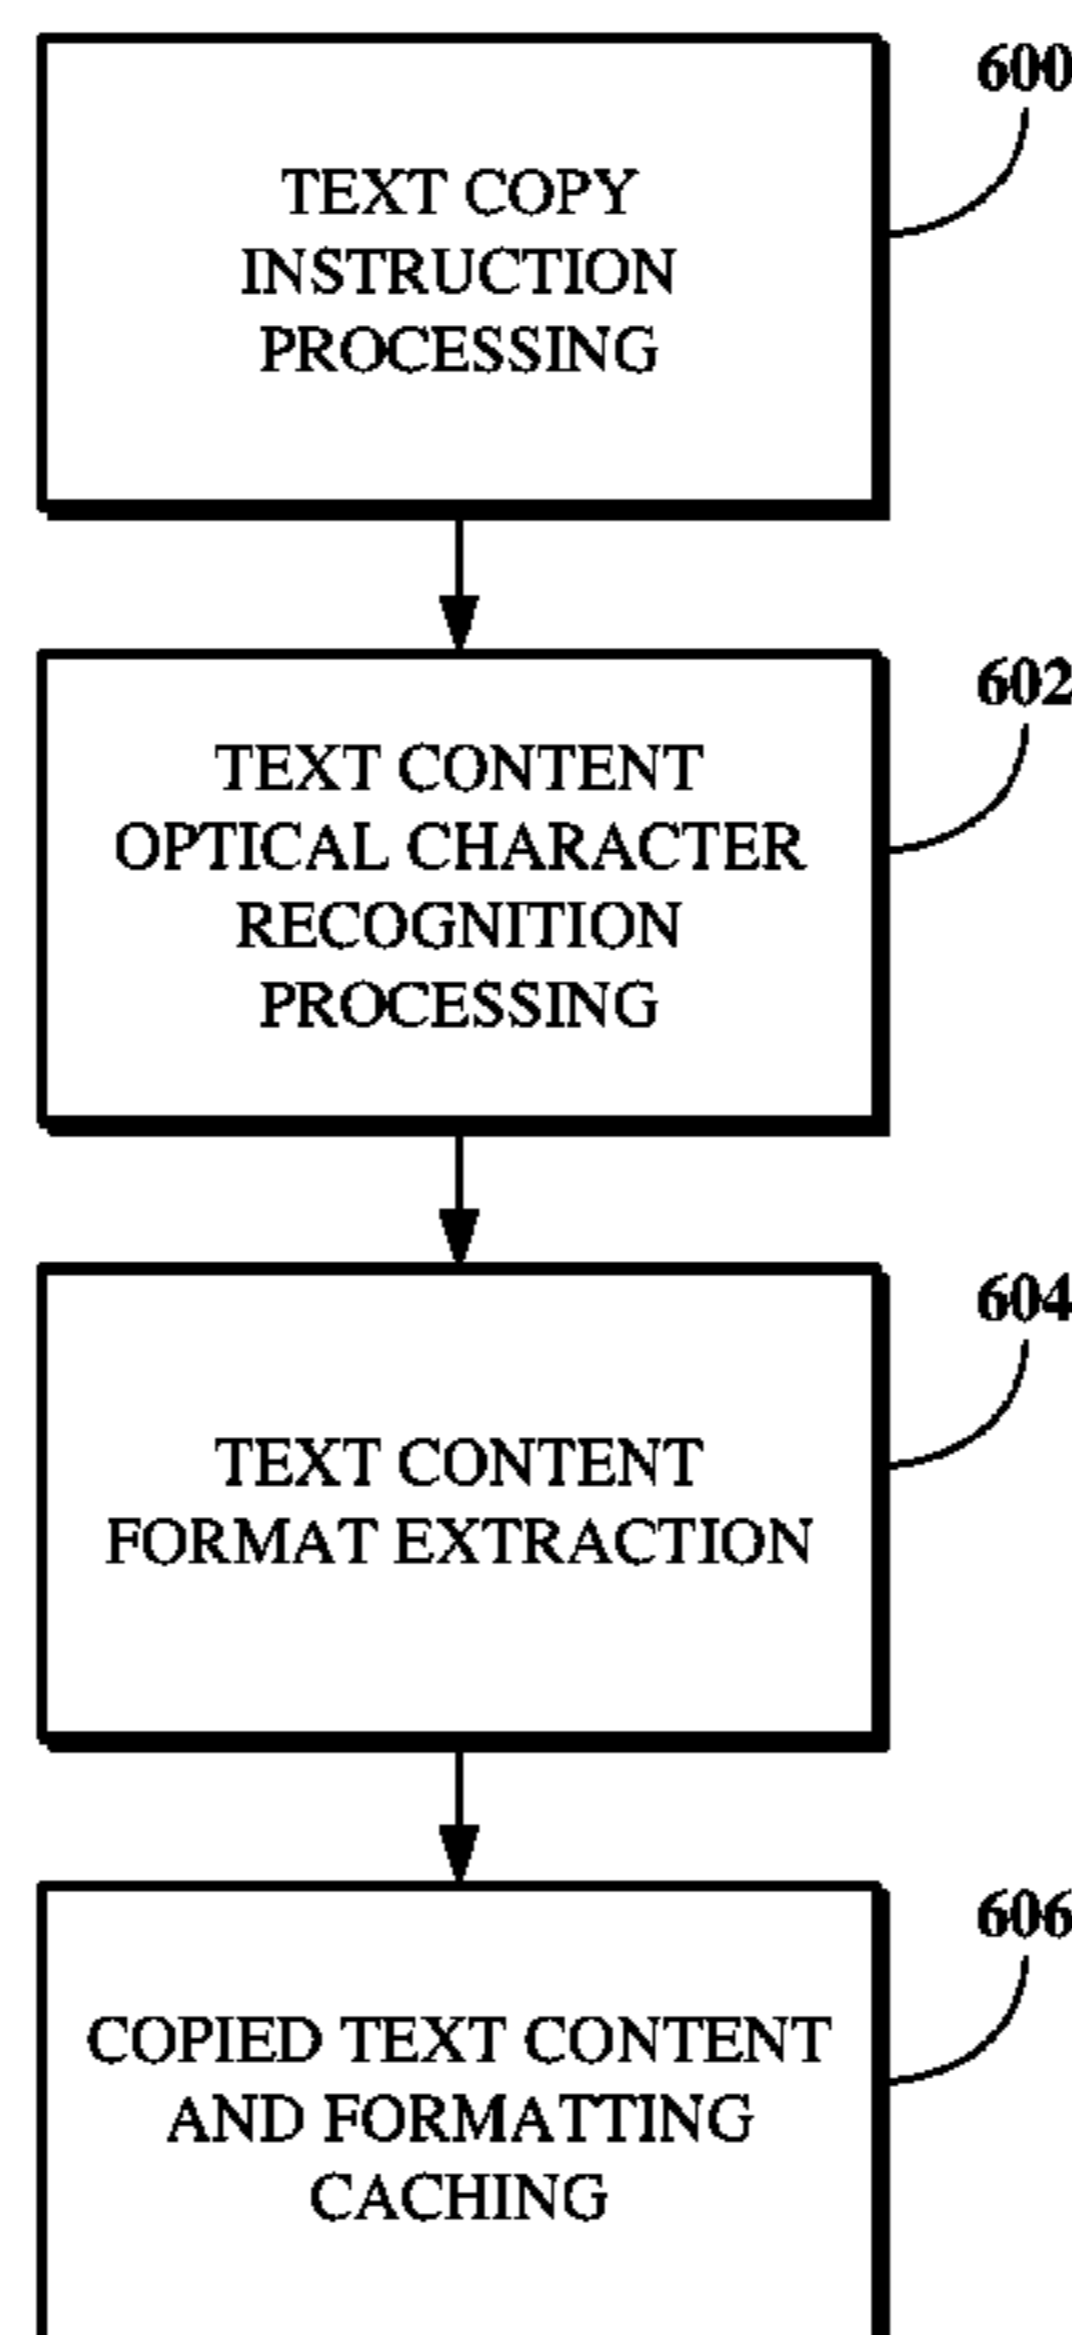 600
TEXT COPY
INSTRUCTION
PROCESSING
602
TEXT CONTENT
OPTICAL CHARACTER
RECOGNITION
PROCESSING
604
TEXT CONTENT
FORMAT EXTRACTION
606
COPIED TEXT CONTENT
AND FORMATTING
CACHING